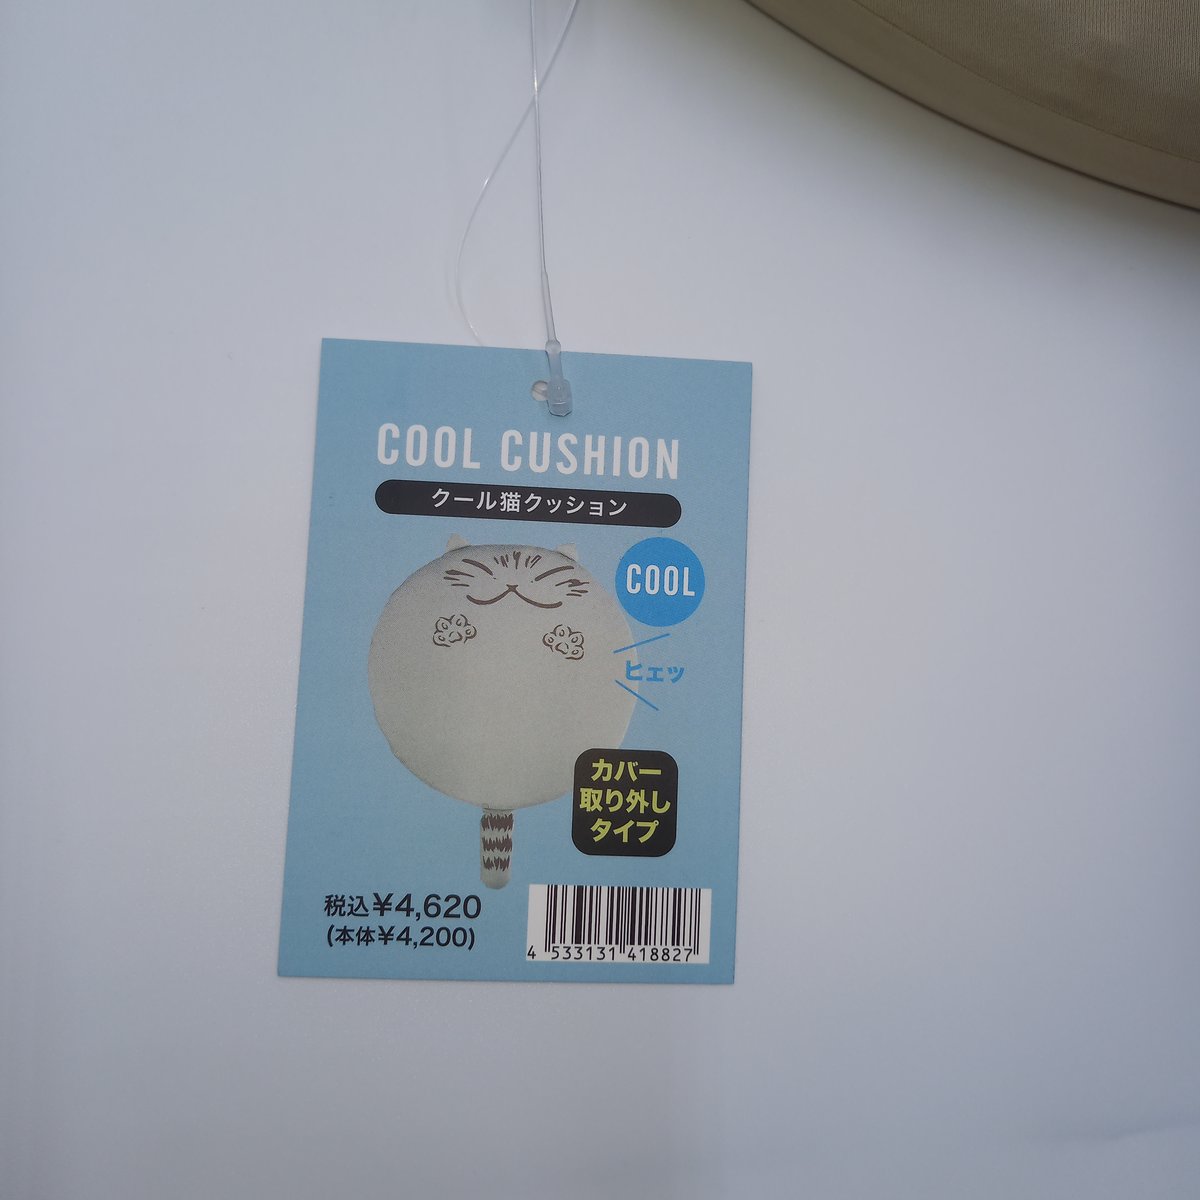 COOL CUSHION
クール猫クッション
COOL
ヒェッ
カバー
取り外し
タイプ
税込¥4,620
(本体¥4,200)
4 533131 418827